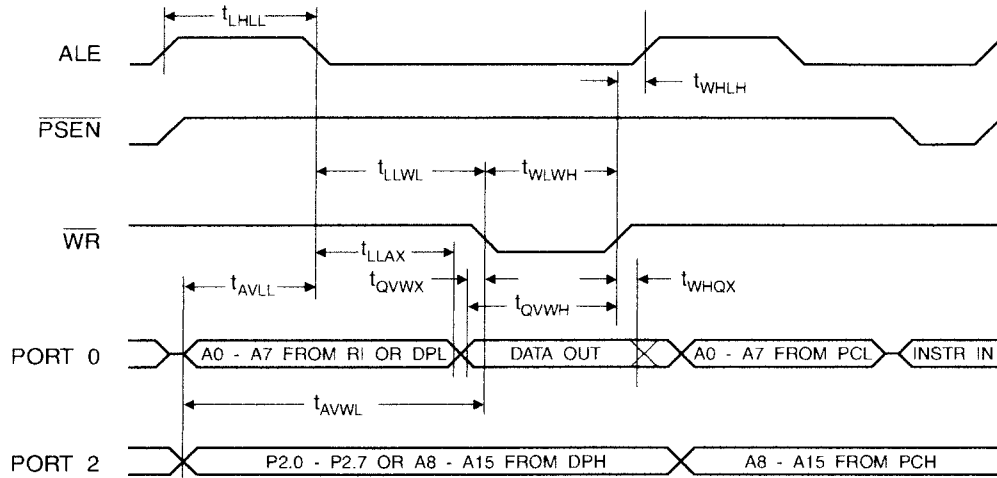 tLHLL
ALE
tWHLH
PSEN
tLLWL
tWLWH
WR
tLLAX
tAVLL
tQVWX
tWHQX
tQVWH
PORT 0
A0 - A7 FROM RI OR DPL
DATA OUT
A0 - A7 FROM PCL
INSTR IN
tAVWL
PORT 2
P2.0 - P2.7 OR A8 - A15 FROM DPH
A8 - A15 FROM PCH